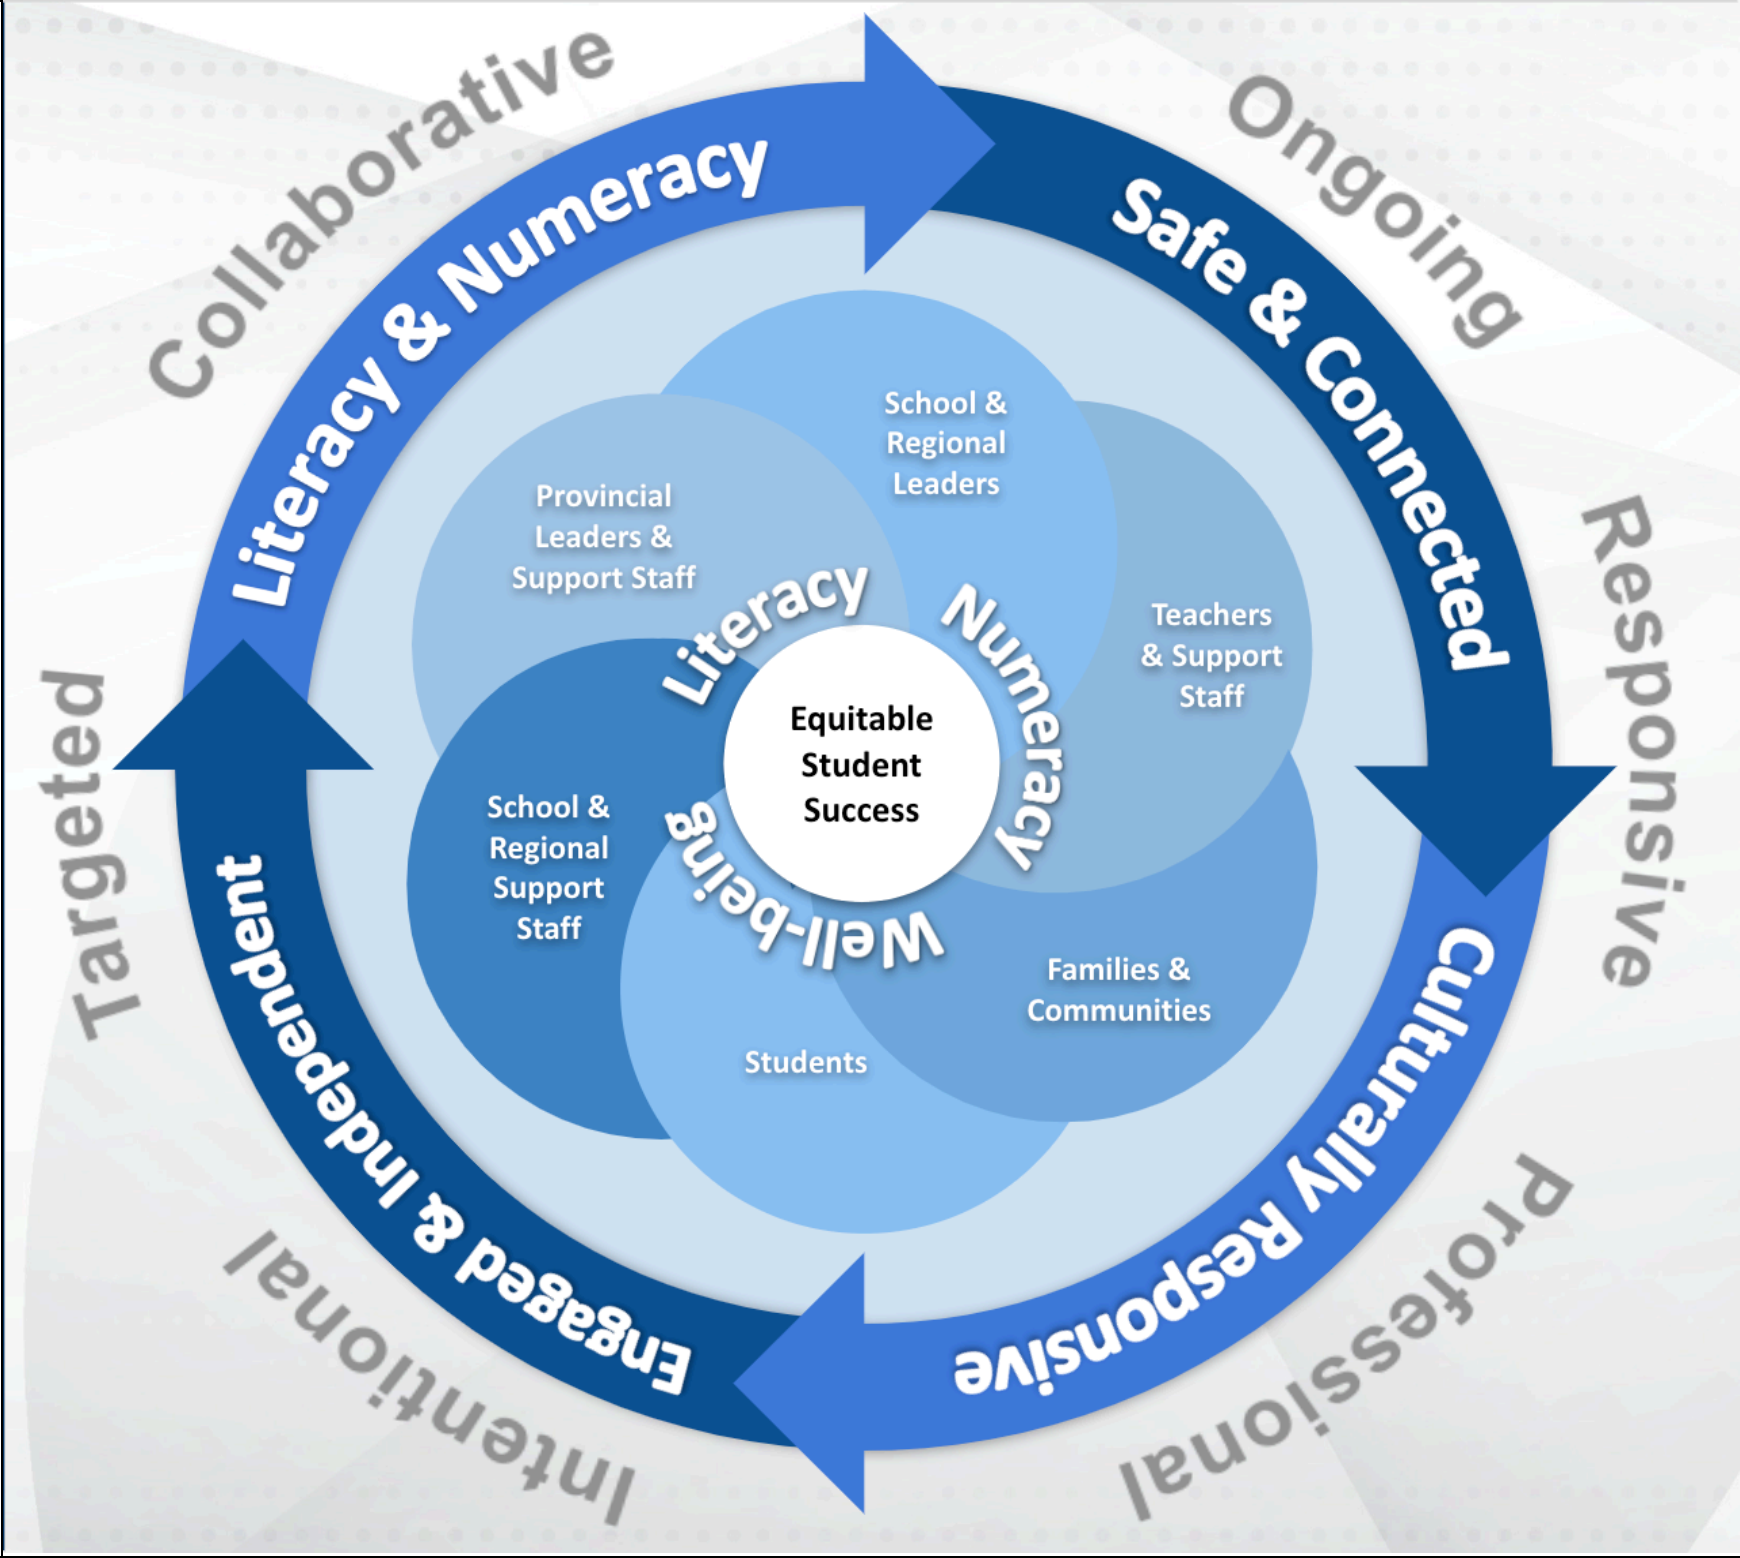 Collaborative
Ongoing
Responsive
Professional
Intentional
Targeted
Literacy & Numeracy
Safe & Connected
Culturally Responsive
Engaged & Independent
School &
Regional
Leaders
Teachers
& Support
Staff
Families &
Communities
Students
School &
Regional
Support
Staff
Provincial
Leaders &
Support Staff
Literacy
Numeracy
Well-being
Equitable
Student
Success